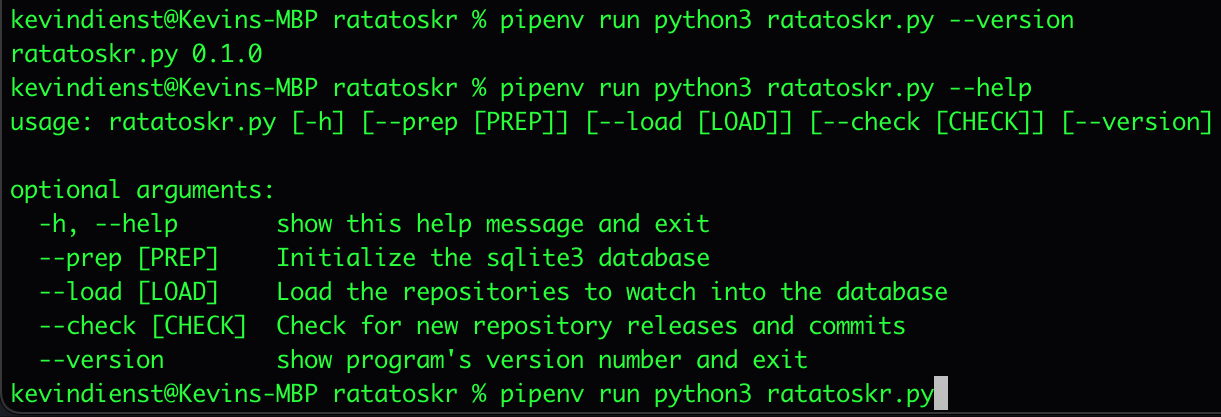 kevindienst@Kevins-MBP ratatoskr % pipenv run python3 ratatoskr.py --version
ratatoskr.py 0.1.0
kevindienst@Kevins-MBP ratatoskr % pipenv run python3 ratatoskr.py --help
usage: ratatoskr.py [-h] [--prep [PREP]] [--load [LOAD]] [--check [CHECK]] [--version]

optional arguments:
  -h, --help       show this help message and exit
  --prep [PREP]    Initialize the sqlite3 database
  --load [LOAD]    Load the repositories to watch into the database
  --check [CHECK]  Check for new repository releases and commits
  --version        show program's version number and exit
kevindienst@Kevins-MBP ratatoskr % pipenv run python3 ratatoskr.py